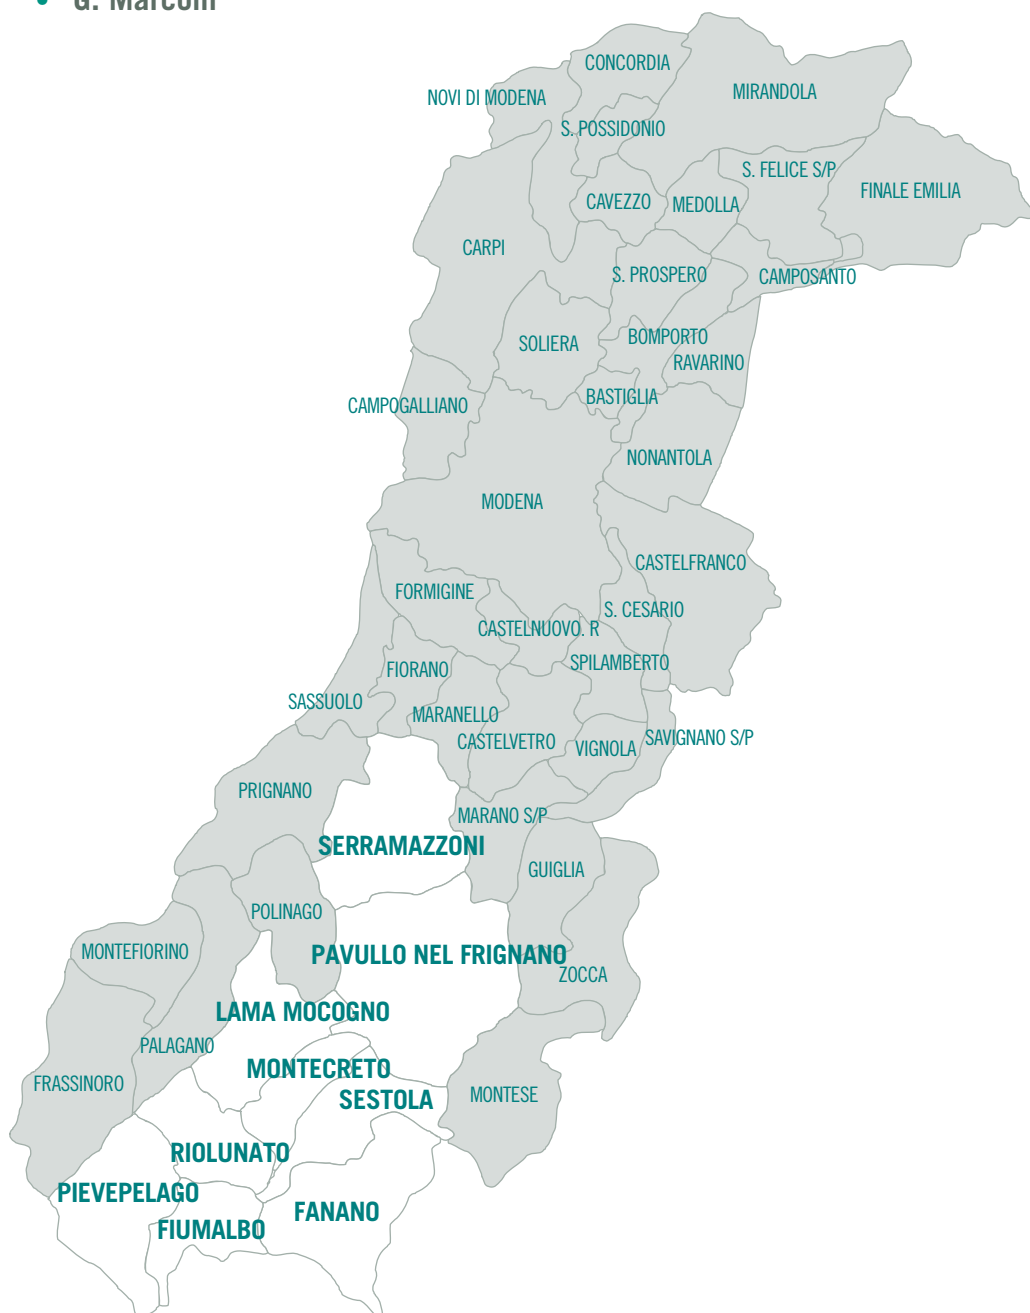 • G. Marconi
CONCORDIA
MIRANDOLA
NOVI DI MODENA
S. POSSIDONIO
S. FELICE S/P
FINALE EMILIA
CAVEZZO
MEDOLLA
CARPI
S. PROSPERO
CAMPOSANTO
SOLIERA
BOMPORTO
RAVARINO
BASTIGLIA
CAMPOGALLIANO
NONANTOLA
MODENA
CASTELFRANCO
FORMIGINE
S. CESARIO
CASTELNUOVO. R
FIORANO
SPILAMBERTO
SASSUOLO
MARANELLO
CASTELVETRO
VIGNOLA
SAVIGNANO S/P
PRIGNANO
MARANO S/P
SERRAMAZZONI
GUIGLIA
POLINAGO
MONTEFIORINO
PAVULLO NEL FRIGNANO
ZOCCA
LAMA MOCOGNO
PALAGANO
MONTECRETO
FRASSINORO
SESTOLA
MONTESE
RIOLUNATO
PIEVEPELAGO
FANANO
FIUMALBO